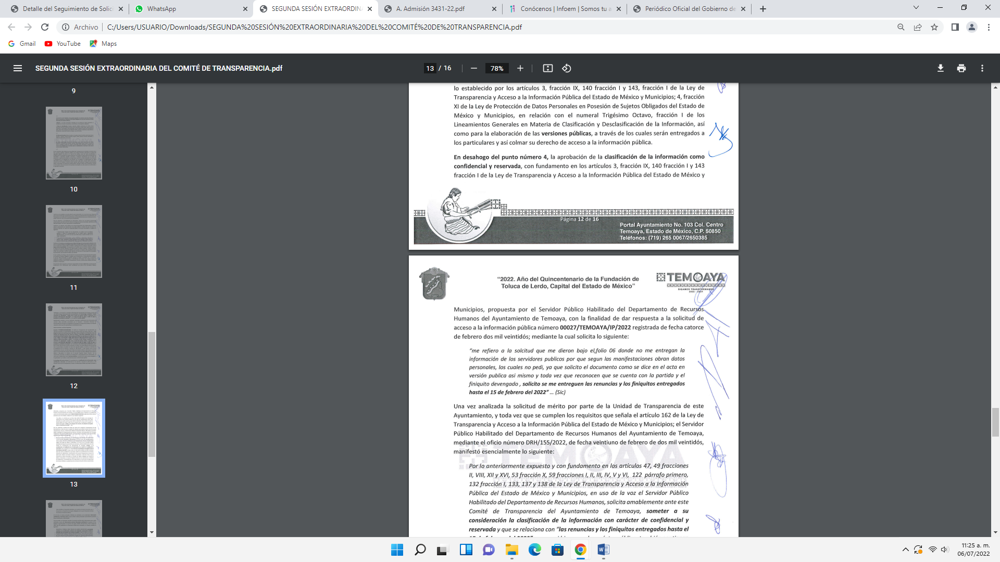 Detalle del Seguimiento de Solici
WhatsApp
SEGUNDA SESIÓN EXTRAORDIN
A. Admisión 3431-22.pdf
Conócenos | Infoem | Somos tu a
Periódico Oficial del Gobierno de
Archivo
C:/Users/USUARIO/Downloads/SEGUNDA%20SESIÓN%20EXTRAORDINARIA%20DEL%20COMITÉ%20DE%20TRANSPARENCIA.pdf
Gmail
YouTube
Maps
SEGUNDA SESIÓN EXTRAORDINARIA DEL COMITÉ DE TRANSPARENCIA.pdf
13 / 16
78%
9
10
11
12
13
lo establecido por los artículos 3, fracción IX, 140 fracción I y 143, fracción I de la Ley de
Transparencia y Acceso a la Información Pública del Estado de México y Municipios; 4, fracción
XI de la Ley de Protección de Datos Personales en Posesión de Sujetos Obligados del Estado de
México y Municipios, en relación con el numeral Trigésimo Octavo, fracción I de los
Lineamientos Generales en Materia de Clasificación y Desclasificación de la Información, así
como para la elaboración de las versiones públicas, a través de los cuales serán entregados a
los particulares y así colmar su derecho de acceso a la información pública.
En desahogo del punto número 4, la aprobación de la clasificación de la información como
confidencial y reservada, con fundamento en los artículos 3, fracción IX, 140 fracción I y 143
fracción I de la Ley de Transparencia y Acceso a la Información Pública del Estado de México y
Página 12 de 16
Portal Ayuntamiento No. 103 Col. Centro
Temoaya, Estado de México, C.P. 50850
Teléfonos: (719) 265 0067/2650385
“2022. Año del Quincentenario de la Fundación de
Toluca de Lerdo, Capital del Estado de México”
TEMOAYA
SIGAMOS TRANSFORMANDO
2022 - 2024
Municipios, propuesta por el Servidor Público Habilitado del Departamento de Recursos
Humanos del Ayuntamiento de Temoaya, con la finalidad de dar respuesta a la solicitud de
acceso a la información pública número 00027/TEMOAYA/IP/2022 registrada de fecha catorce
de febrero dos mil veintidós; mediante la cual solicita lo siguiente:
“me refiero a la solcitud que me dieron bajo el,folio 06 donde no me entregan la
información de los servidores publicos por que segun las manifestaciones obran datos
personales, los cuales no pedi, ya que solicito el documento como se dice en el acta en
versión publica asi mismo y toda vez que reconocen que se cuenta con la partida y el
finiquito devengado , solicito se me entreguen las renuncias y los finiquitos entregados
hasta el 15 de febrero del 2022” … (Sic)
Una vez analizada la solicitud de mérito por parte de la Unidad de Transparencia de este
Ayuntamiento, y toda vez que se cumplen los requisitos que señala el artículo 162 de la Ley de
Transparencia y Acceso a la Información Pública del Estado de México y Municipios; el Servidor
Público Habilitado del Departamento de Recursos Humanos del Ayuntamiento de Temoaya,
mediante el oficio número DRH/155/2022, de fecha veintiuno de febrero de dos mil veintidós,
manifestó esencialmente lo siguiente:
TEMOAYA
Por lo anteriormente expuesto y con fundamento en los artículos 47, 49 fracciones
II, VIII, XII y XVI, 53 fracción X, 59 fracciones I, II, III, IV, V y VI, 122 párrafo primero,
132 fracción I, 133, 137 y 138 de la Ley de Transparencia y Acceso a la Información
Pública del Estado de México y Municipios, en uso de la voz el Servidor Público
Habilitado del Departamento de Recursos Humanos, solicita amablemente ante este
Comité de Transparencia del Ayuntamiento de Temoaya, someter a su
consideración la clasificación de la información con carácter de confidencial y
reservada y que se relaciona con “las renuncias y los finiquitos entregados hasta el
11:25 a. m.
06/07/2022